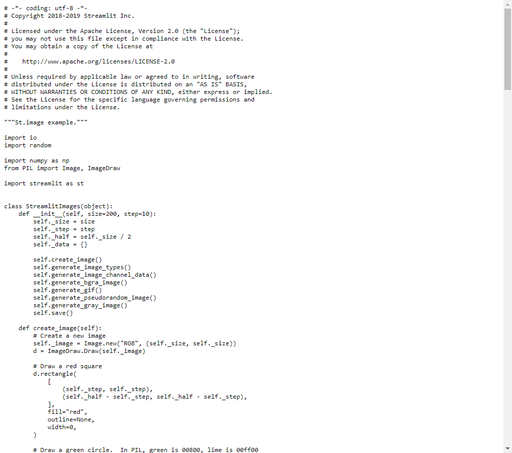 # -*- coding: utf-8 -*-
# Copyright 2018-2019 Streamlit Inc.
#
# Licensed under the Apache License, Version 2.0 (the "License");
# you may not use this file except in compliance with the License.
# You may obtain a copy of the License at
#
#    http://www.apache.org/licenses/LICENSE-2.0
#
# Unless required by applicable law or agreed to in writing, software
# distributed under the License is distributed on an "AS IS" BASIS,
# WITHOUT WARRANTIES OR CONDITIONS OF ANY KIND, either express or implied.
# See the License for the specific language governing permissions and
# limitations under the License.

"""St.image example."""

import io
import random

import numpy as np
from PIL import Image, ImageDraw

import streamlit as st


class StreamlitImages(object):
    def __init__(self, size=200, step=10):
        self._size = size
        self._step = step
        self._half = self._size / 2
        self._data = {}

        self.create_image()
        self.generate_image_types()
        self.generate_image_channel_data()
        self.generate_bgra_image()
        self.generate_gif()
        self.generate_pseudorandom_image()
        self.generate_gray_image()
        self.save()

    def create_image(self):
        # Create a new image
        self._image = Image.new("RGB", (self._size, self._size))
        d = ImageDraw.Draw(self._image)

        # Draw a red square
        d.rectangle(
            [
                (self._step, self._step),
                (self._half - self._step, self._half - self._step),
            ],
            fill="red",
            outline=None,
            width=0,
        )

        # Draw a green circle.  In PIL, green is 00800, lime is 00ff00